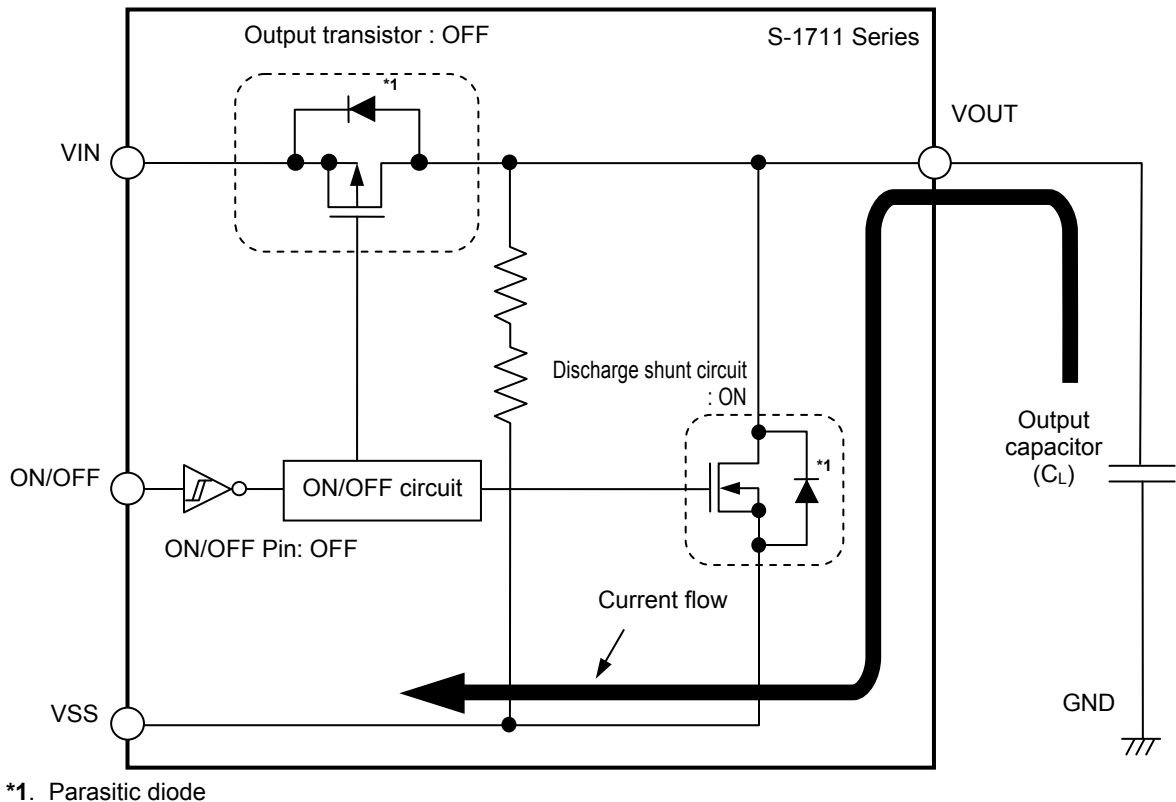 Output transistor : OFF
S-1711 Series
*1
VOUT
VIN
Discharge shunt circuit
: ON
*1
Output
capacitor
(CL)
ON/OFF
ON/OFF circuit
ON/OFF Pin: OFF
Current flow
VSS
GND
*1. Parasitic diode